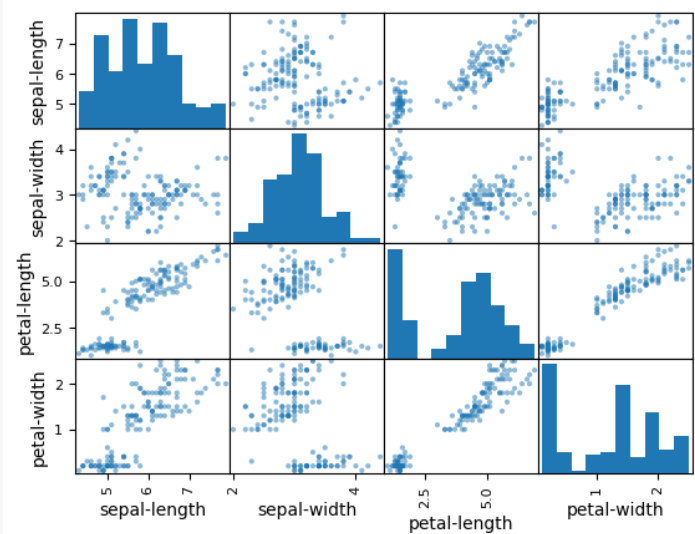 sepal-length
7
6
5
sepal-width
4
3
2
petal-length
5.0
2.5
petal-width
2
1
5 6 7 2 4 2.5 5.0 1 2
sepal-length sepal-width petal-length petal-width